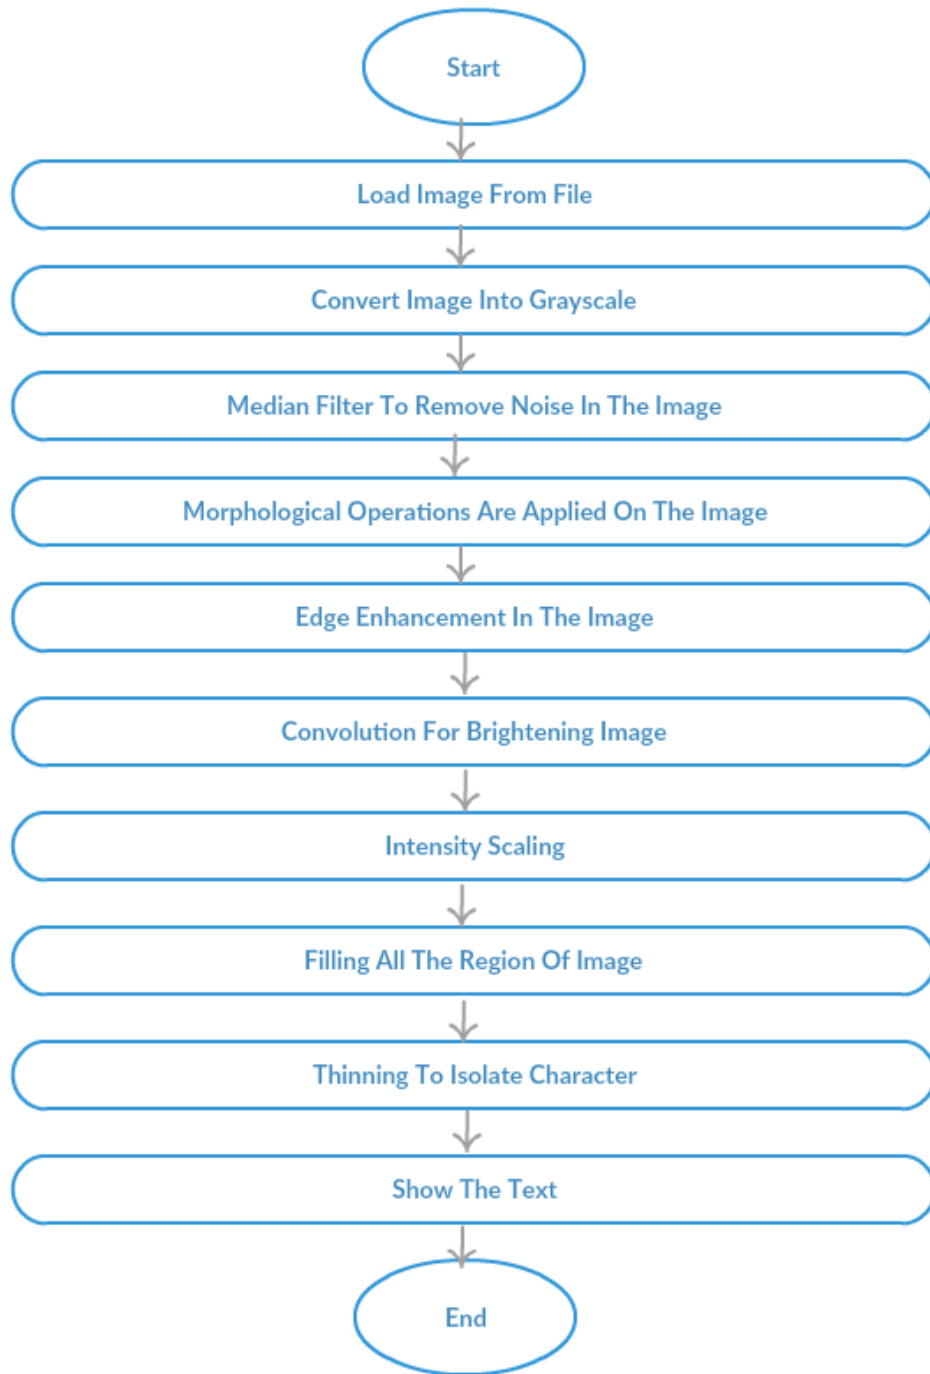 Start
Load Image From File
Convert Image Into Grayscale
Median Filter To Remove Noise In The Image
Morphological Operations Are Applied On The Image
Edge Enhancement In The Image
Convolution For Brightening Image
Intensity Scaling
Filling All The Region Of Image
Thinning To Isolate Character
Show The Text
End